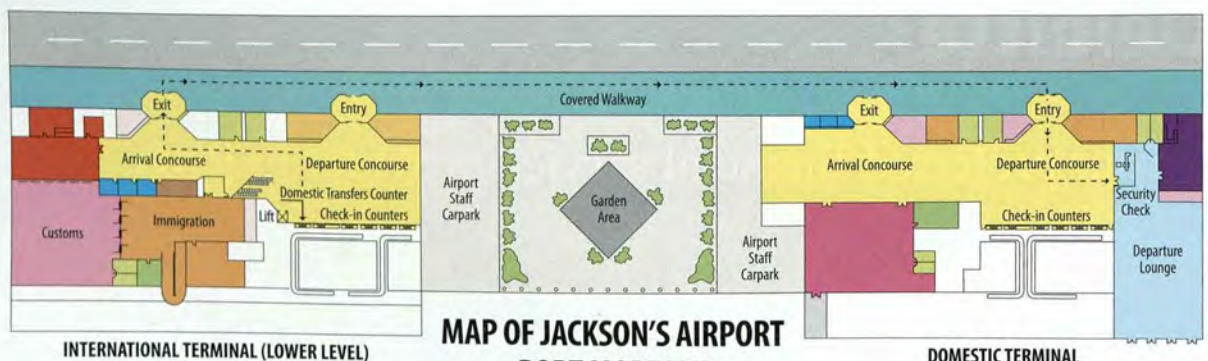 Covered Walkway
Exit
Entry
Arrival Concourse
Departure Concourse
Domestic Transfers Counter
Lift
Check-in Counters
Customs
Immigration
Airport
Staff
Carpark
Garden
Area
Airport
Staff
Carpark
Exit
Entry
Arrival Concourse
Departure Concourse
Security
Check
Check-in Counters
Departure
Lounge
MAP OF JACKSON'S AIRPORT
INTERNATIONAL TERMINAL (LOWER LEVEL)
DOMESTIC TERMINAL